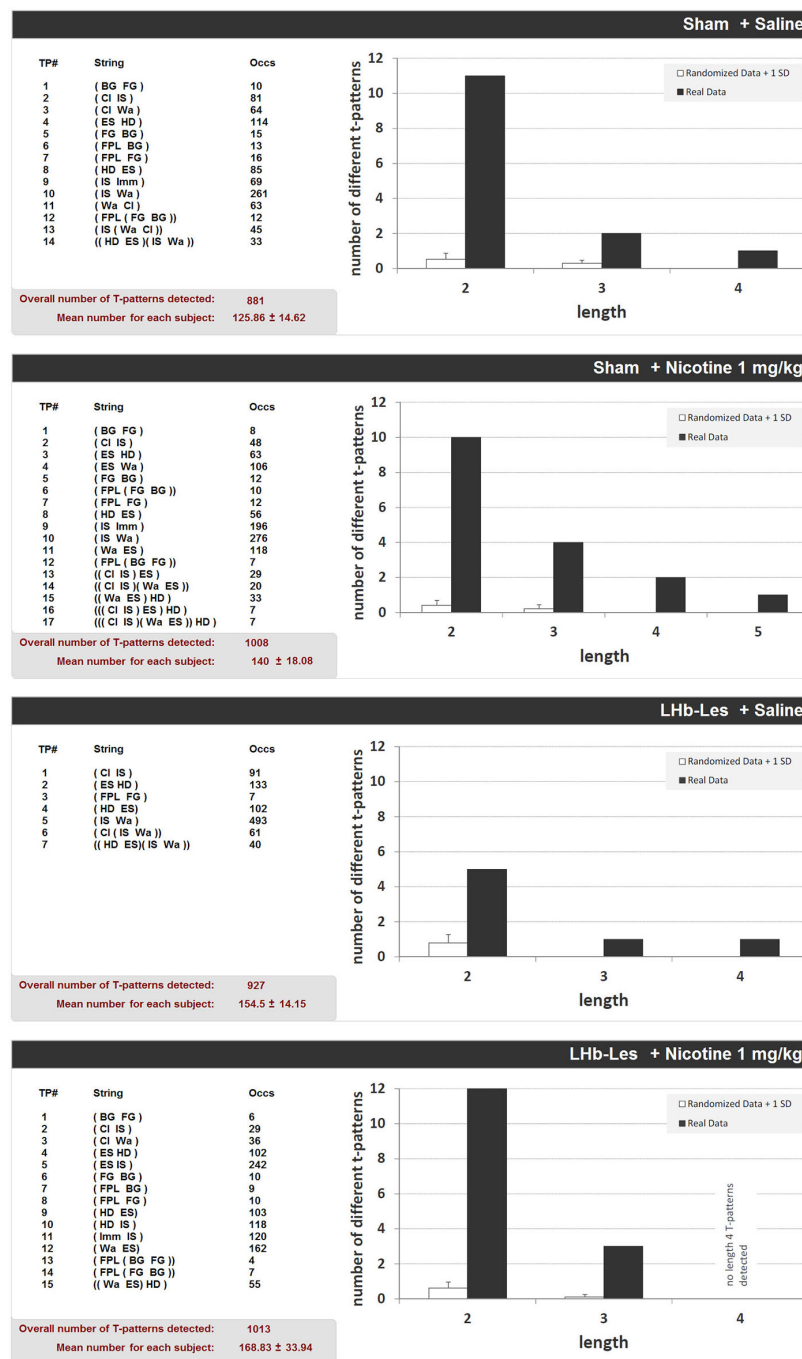 Sham + Saline
TP# String Occs
1 ( BG FG ) 10
2 ( CI IS ) 81
3 ( CI Wa ) 64
4 ( ES HD ) 114
5 ( FG BG ) 15
6 ( FPL BG ) 13
7 ( FPL FG ) 16
8 ( HD ES ) 85
9 ( IS Imm ) 69
10 ( IS Wa ) 261
11 ( Wa CI ) 63
12 ( FPL ( FG BG )) 12
13 ( IS ( Wa CI )) 45
14 (( HD ES )( IS Wa )) 33
Overall number of T-patterns detected: 881
Mean number for each subject: 125.86 ± 14.62
number of different t-patterns
12
10
8
6
4
2
0
Randomized Data + 1 SD
Real Data
2 3 4
length
Sham + Nicotine 1 mg/kg
TP# String Occs
1 ( BG FG ) 8
2 ( CI IS ) 48
3 ( ES HD ) 63
4 ( ES Wa ) 106
5 ( FG BG ) 12
6 ( FPL ( FG BG )) 10
7 ( FPL FG ) 12
8 ( HD ES ) 56
9 ( IS Imm ) 196
10 ( IS Wa ) 276
11 ( Wa ES ) 118
12 ( FPL ( BG FG )) 7
13 (( CI IS ) ES ) 29
14 (( CI IS )( Wa ES )) 20
15 (( Wa ES ) HD ) 33
16 ((( CI IS ) ES ) HD ) 7
17 ((( CI IS )( Wa ES )) HD ) 7
Overall number of T-patterns detected: 1008
Mean number for each subject: 140 ± 18.08
number of different t-patterns
12
10
8
6
4
2
0
Randomized Data + 1 SD
Real Data
2 3 4 5
length
LHb-Les + Saline
TP# String Occs
1 ( CI IS ) 91
2 ( ES HD ) 133
3 ( FPL FG ) 7
4 ( HD ES) 102
5 ( IS Wa ) 493
6 ( CI ( IS Wa )) 61
7 (( HD ES)( IS Wa )) 40
Overall number of T-patterns detected: 927
Mean number for each subject: 154.5 ± 14.15
number of different t-patterns
12
10
8
6
4
2
0
Randomized Data + 1 SD
Real Data
2 3 4
length
LHb-Les + Nicotine 1 mg/kg
TP# String Occs
1 ( BG FG ) 6
2 ( CI IS ) 29
3 ( CI Wa ) 36
4 ( ES HD ) 102
5 ( ES IS ) 242
6 ( FG BG ) 10
7 ( FPL BG ) 9
8 ( FPL FG ) 10
9 ( HD ES) 103
10 ( HD IS ) 118
11 ( Imm IS ) 120
12 ( Wa ES) 162
13 ( FPL ( BG FG )) 4
14 ( FPL ( FG BG )) 7
15 (( Wa ES) HD ) 55
Overall number of T-patterns detected: 1013
Mean number for each subject: 168.83 ± 33.94
number of different t-patterns
12
10
8
6
4
2
0
Randomized Data + 1 SD
Real Data
no length 4 T-patterns
detected
2 3 4
length